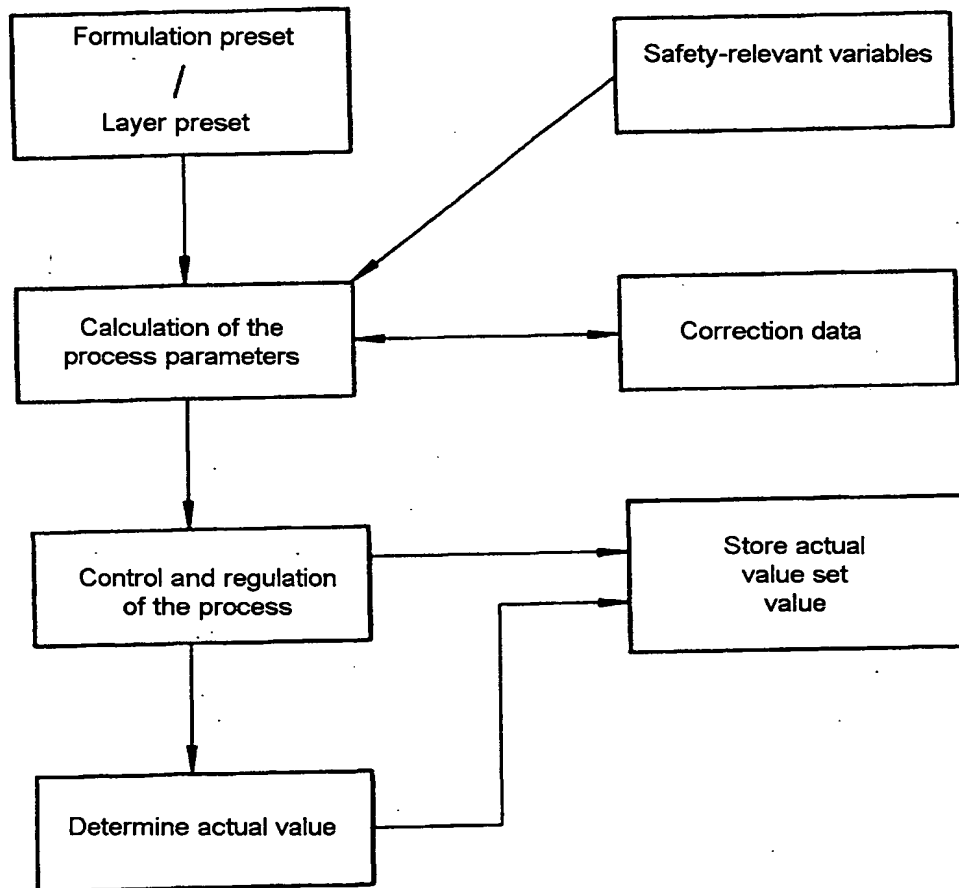 Formulation preset
/
Layer preset
Safety-relevant variables
Calculation of the
process parameters
Correction data
Control and regulation
of the process
Store actual
value set
value
Determine actual value